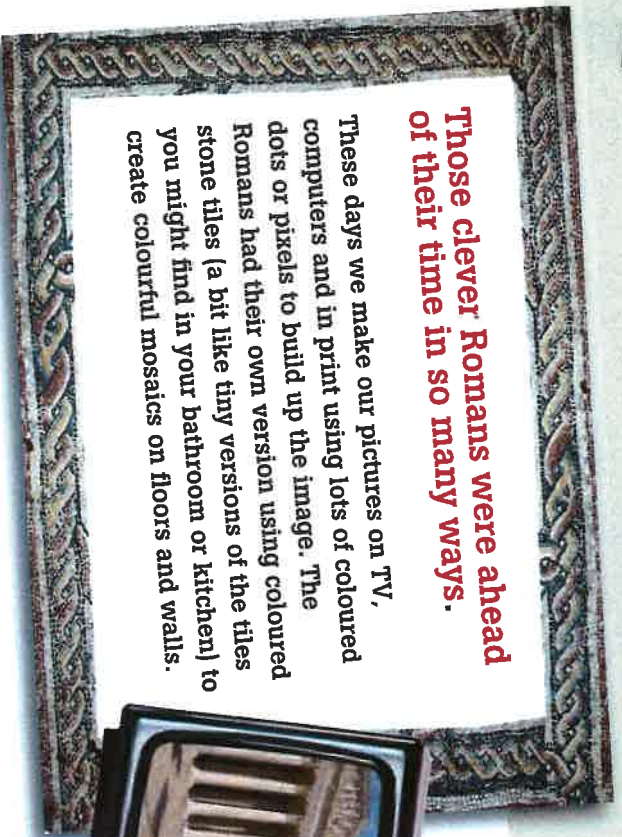 Those clever Romans were ahead
of their time in so many ways.
These days we make our pictures on TV,
computers and in print using lots of coloured
dots or pixels to build up the image. The
Romans had their own version using coloured
stone tiles (a bit like tiny versions of the tiles
you might find in your bathroom or kitchen) to
create colourful mosaics on floors and walls.